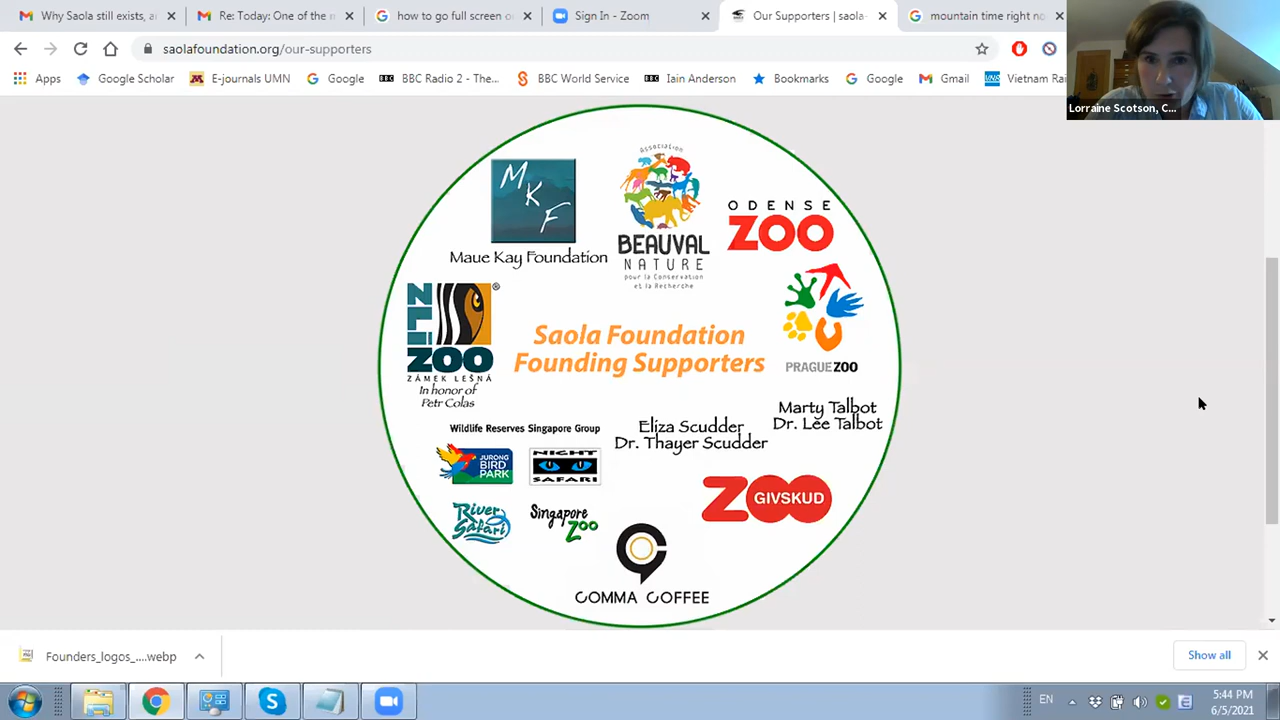 Why Saola still exists, a
Re: Today: One of the m
how to go full screen o
Sign In - Zoom
Our Supporters | saola-
mountain time right no
saolafoundation.org/our-supporters
Apps
Google Scholar
E-journals UMN
Google
BBC Radio 2 - The...
BBC World Service
Iain Anderson
Bookmarks
Google
Gmail
Vietnam Rai
Lorraine Scotson, C...
MKF
Maue Kay Foundation
Association
BEAUVAL
NATURE
pour la Conservation
et la Recherche
ODENSE
ZOO
ZLÍN
ZOO
ZÁMEK LEŠNÁ
In honor of
Petr Colas
Saola Foundation
Founding Supporters
PRAGUE ZOO
Marty Talbot
Dr. Lee Talbot
Eliza Scudder
Dr. Thayer Scudder
Wildlife Reserves Singapore Group
JURONG
BIRD
PARK
NIGHT
SAFARI
River
Safari
Singapore
Zoo
ZOO GIVSKUD
COMMA COFFEE
Founders_logos_....webp
Show all
EN
5:44 PM
6/5/2021